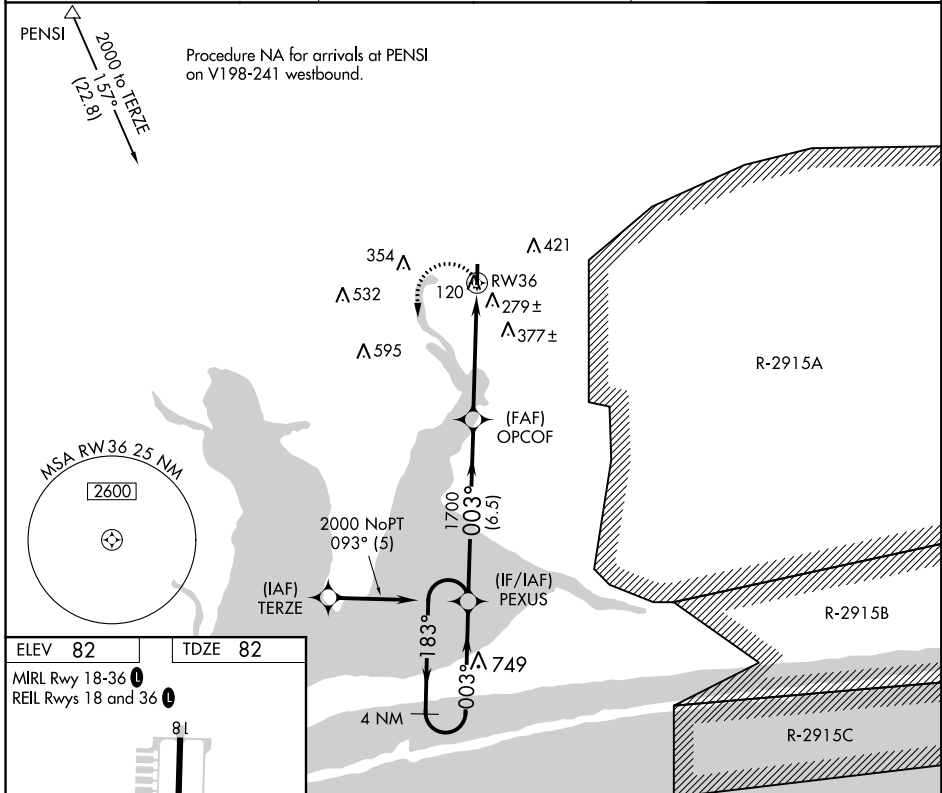 PENSI
2000 to TERZE
157°
(22.8)
Procedure NA for arrivals at PENSI
on V198-241 westbound.
421
354
RW36
120
532
279±
377±
595
R-2915A
(FAF)
OPCOF
MSA RW36 25 NM
2600
1700
003°
(6.5)
2000 NoPT
093° (5)
(IAF)
TERZE
(IF/IAF)
PEXUS
R-2915B
183°
003°
749
4 NM
R-2915C
ELEV 82
TDZE 82
MIRL Rwy 18-36 L
REIL Rwys 18 and 36 L
18